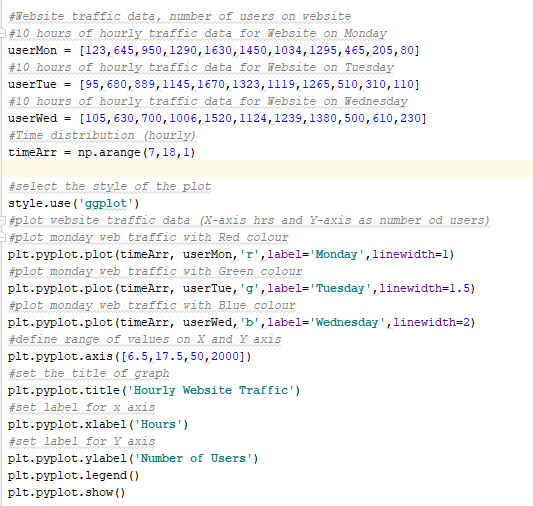 #Website traffic data, number of users on website
#10 hours of hourly traffic data for Website on Monday
userMon = [123,645,950,1290,1630,1450,1034,1295,465,205,80]
#10 hours of hourly traffic data for Website on Tuesday
userTue = [95,680,889,1145,1670,1323,1119,1265,510,310,110]
#10 hours of hourly traffic data for Website on Wednesday
userWed = [105,630,700,1006,1520,1124,1239,1380,500,610,230]
#Time distribution (hourly)
timeArr = np.arange(7,18,1)
#select the style of the plot
style.use('ggplot')
#plot website traffic data (X-axis hrs and Y-axis as number od users)
#plot monday web traffic with Red colour
plt.pyplot.plot(timeArr, userMon,'r',label='Monday',linewidth=1)
#plot monday web traffic with Green colour
plt.pyplot.plot(timeArr, userTue,'g',label='Tuesday',linewidth=1.5)
#plot monday web traffic with Blue colour
plt.pyplot.plot(timeArr, userWed,'b',label='Wednesday',linewidth=2)
#define range of values on X and Y axis
plt.pyplot.axis([6.5,17.5,50,2000])
#set the title of graph
plt.pyplot.title('Hourly Website Traffic')
#set label for x axis
plt.pyplot.xlabel('Hours')
#set label for Y axis
plt.pyplot.ylabel('Number of Users')
plt.pyplot.legend()
plt.pyplot.show()